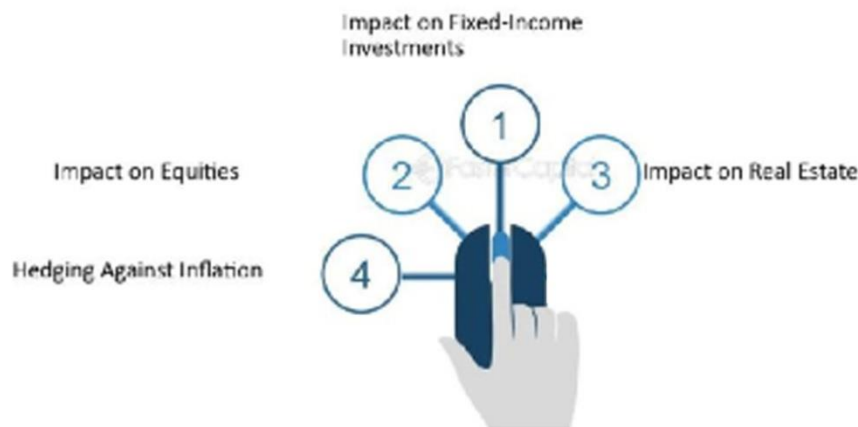 Impact on Fixed-Income
Investments
1
Impact on Equities
2
3
Impact on Real Estate
Hedging Against Inflation
4